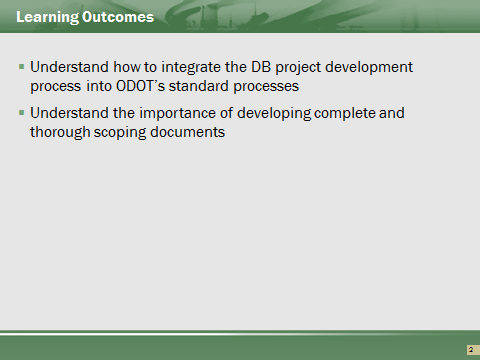 Learning Outcomes
Understand how to integrate the DB project development
process into ODOT’s standard processes
Understand the importance of developing complete and
thorough scoping documents
2